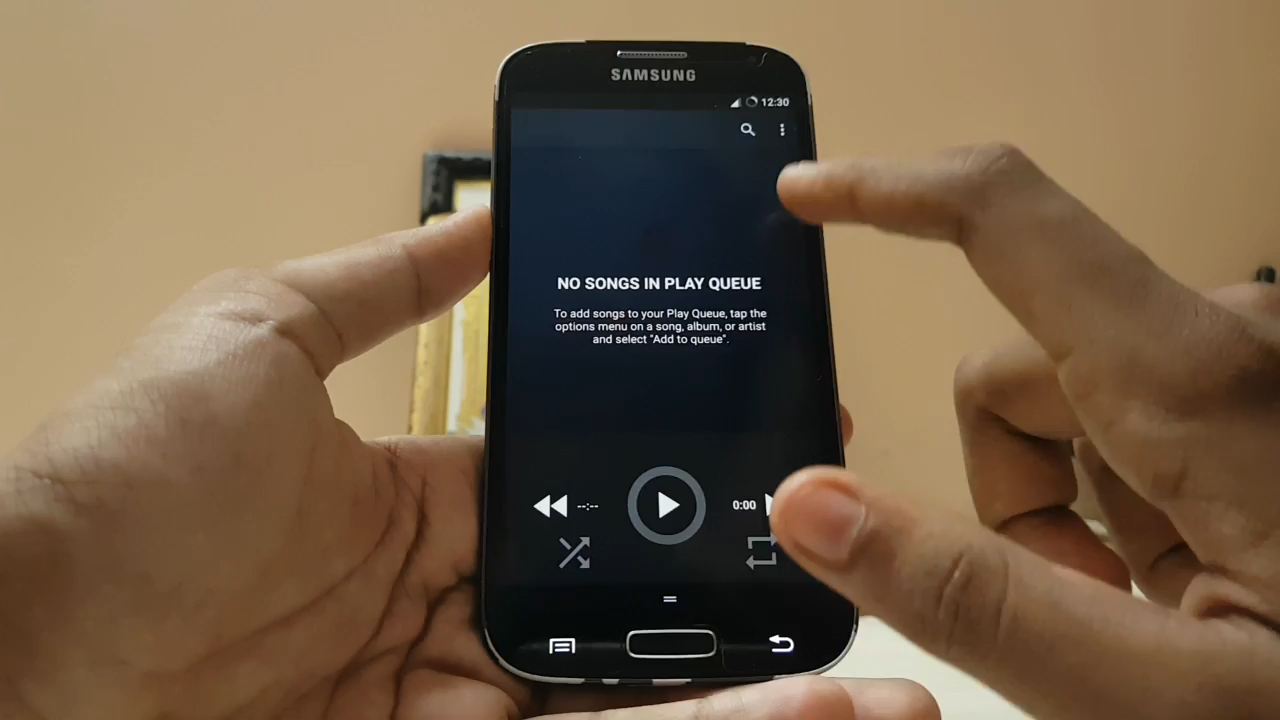 SAMSUNG
12:30
NO SONGS IN PLAY QUEUE
To add songs to your Play Queue, tap the
options menu on a song, album, or artist
and select "Add to queue".
--:--
0:00